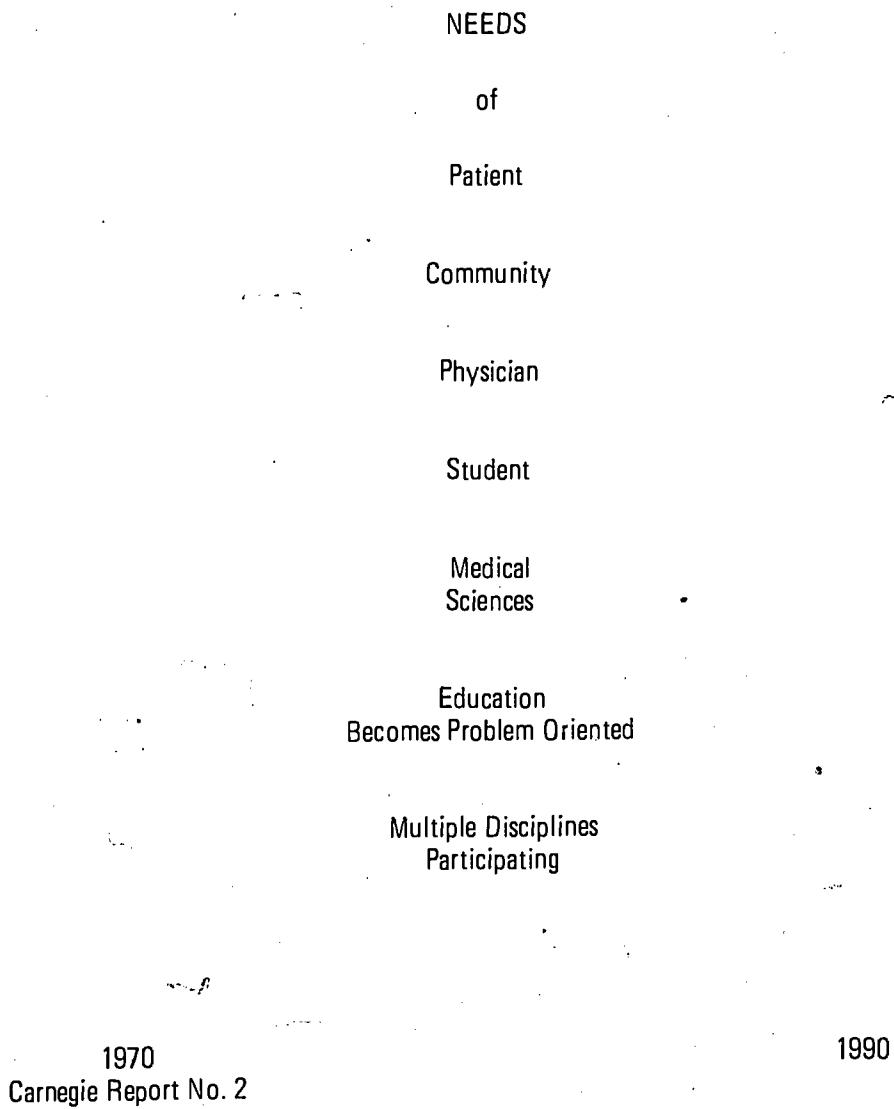 NEEDS
of
Patient
Community
Physician
Student
Medical
Sciences
Education
Becomes Problem Oriented
Multiple Disciplines
Participating
1970
1990
Carnegie Report No. 2